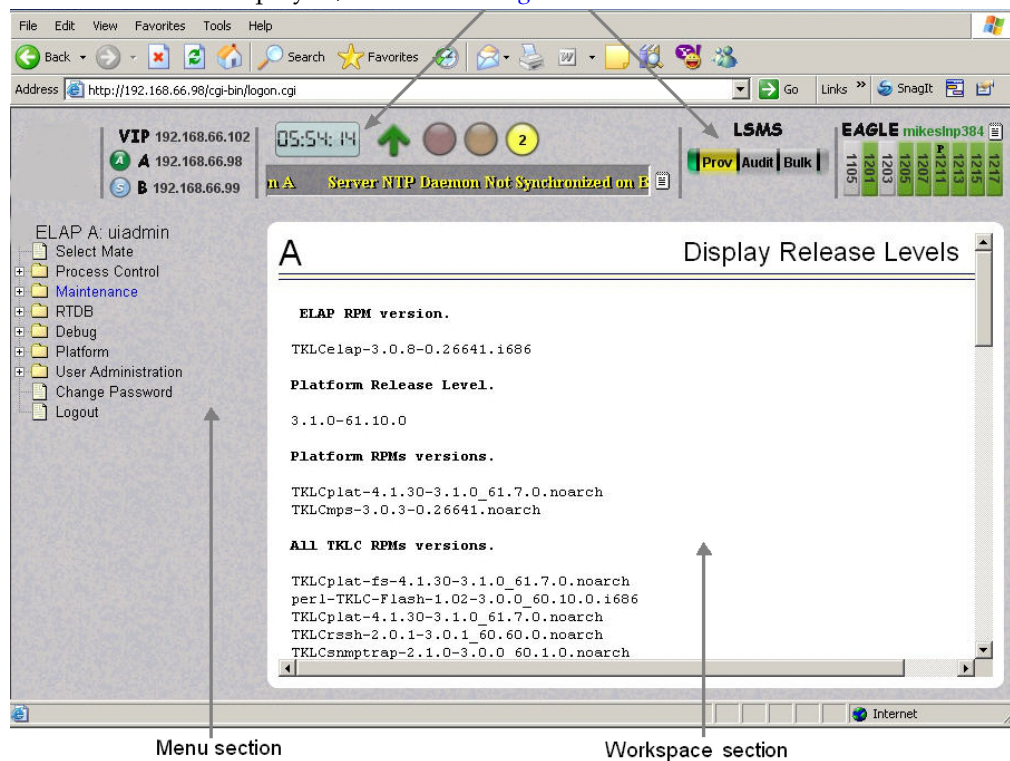 File Edit View Favorites Tools Help
Back Search Favorites
Address http://192.168.66.98/cgi-bin/logon.cgi Go Links » SnagIt
VIP 192.168.66.102
A A 192.168.66.98
S B 192.168.66.99
05:54:14 2
n A Server NTP Daemon Not Synchronized on B
LSMS
Prov Audit Bulk
EAGLE mikeslnp384
P
1105 1201 1203 1205 1207 1211 1213 1215 1217
ELAP A: uiadmin
Select Mate
Process Control
Maintenance
RTDB
Debug
Platform
User Administration
Change Password
Logout
A Display Release Levels
ELAP RPM version.
TKLCelap-3.0.8-0.26641.i686
Platform Release Level.
3.1.0-61.10.0
Platform RPMs versions.
TKLCplat-4.1.30-3.1.0_61.7.0.noarch
TKLCmps-3.0.3-0.26641.noarch
All TKLC RPMs versions.
TKLCplat-fs-4.1.30-3.1.0_61.7.0.noarch
perl-TKLC-Flash-1.02-3.0.0_60.10.0.i686
TKLCplat-4.1.30-3.1.0_61.7.0.noarch
TKLCrssh-2.0.1-3.0.1_60.60.0.noarch
TKLCsnmptrap-2.1.0-3.0.0_60.1.0.noarch
Internet
Menu section
Workspace section